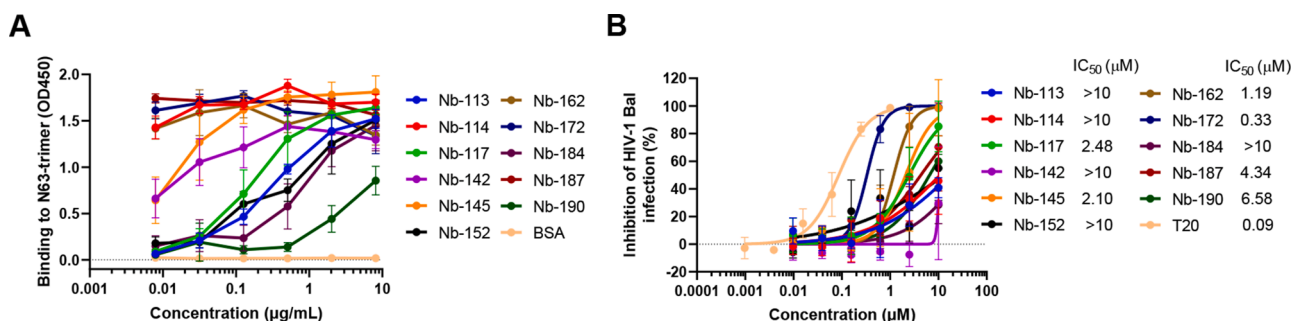 A
Binding to N63-trimer (OD450)
2.0
1.5
1.0
0.5
0.0
0.001
0.01
0.1
1
10
Concentration (µg/mL)
Nb-113
Nb-114
Nb-117
Nb-142
Nb-145
Nb-152
Nb-162
Nb-172
Nb-184
Nb-187
Nb-190
BSA
B
Inhibition of HIV-1 Bal
infection (%)
120
100
80
60
40
20
0
-20
0.0001
0.001
0.01
0.1
1
10
100
Concentration (µM)
IC50 (µM)
Nb-113 >10
Nb-114 >10
Nb-117 2.48
Nb-142 >10
Nb-145 2.10
Nb-152 >10
IC50 (µM)
Nb-162 1.19
Nb-172 0.33
Nb-184 >10
Nb-187 4.34
Nb-190 6.58
T20 0.09